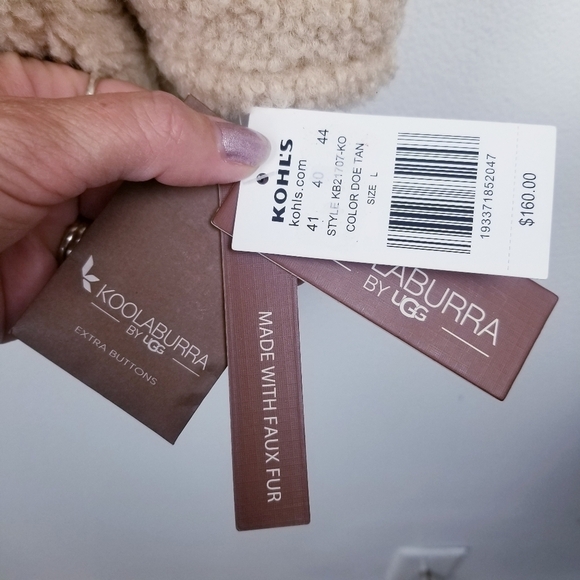 KOHL'S
kohls.com
41 40 44
STYLE KB21707-KO
COLOR DOE TAN
SIZE L
193371852047
$160.00
LABURRA
BY UGG
KOOLABURRA
BY UGG
EXTRA BUTTONS
MADE WITH FAUX FUR